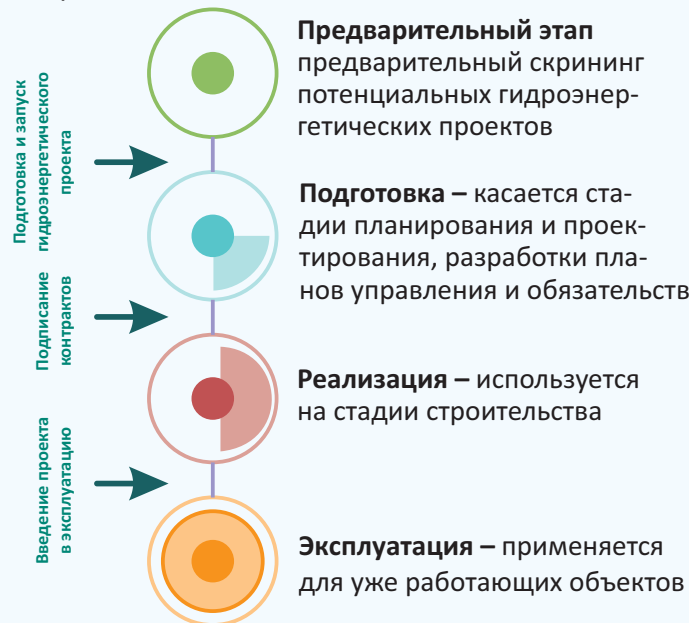 Предварительный этап
предварительный скрининг
потенциальных гидроэнер-
гетических проектов
Подготовка и запуск
гидроэнергетического
проекта
Подготовка – касается ста-
дии планирования и проек-
тирования, разработки пла-
нов управления и обязательств
Подписание
контрактов
Реализация – используется
на стадии строительства
Введение проекта
в эксплуатацию
Эксплуатация – применяется
для уже работающих объектов